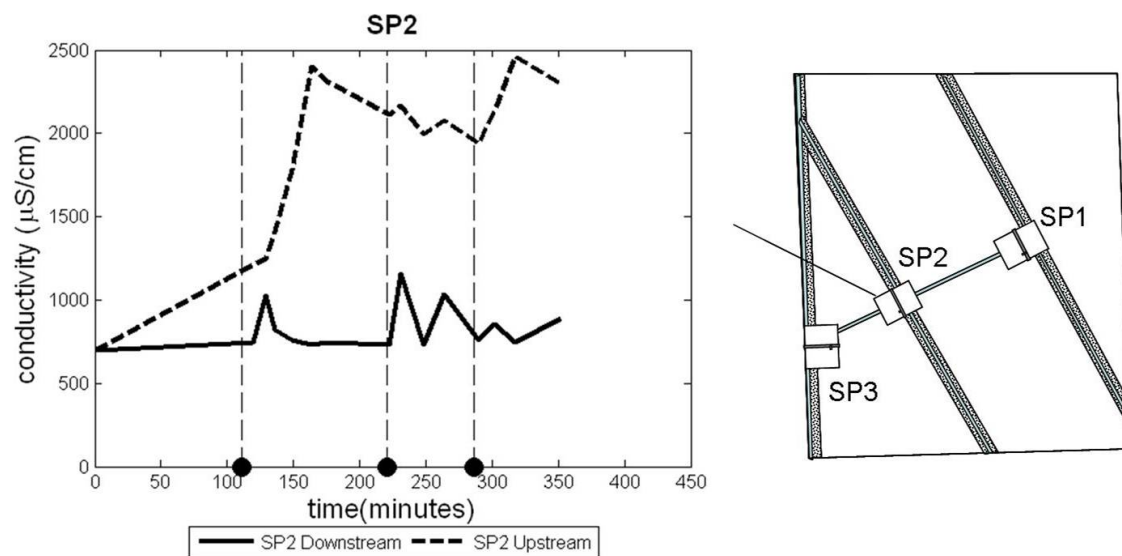 SP2
2500
2000
1500
1000
500
0
conductivity (μS/cm)
0 50 100 150 200 250 300 350 400 450
time(minutes)
SP2 Downstream SP2 Upstream
SP1
SP2
SP3